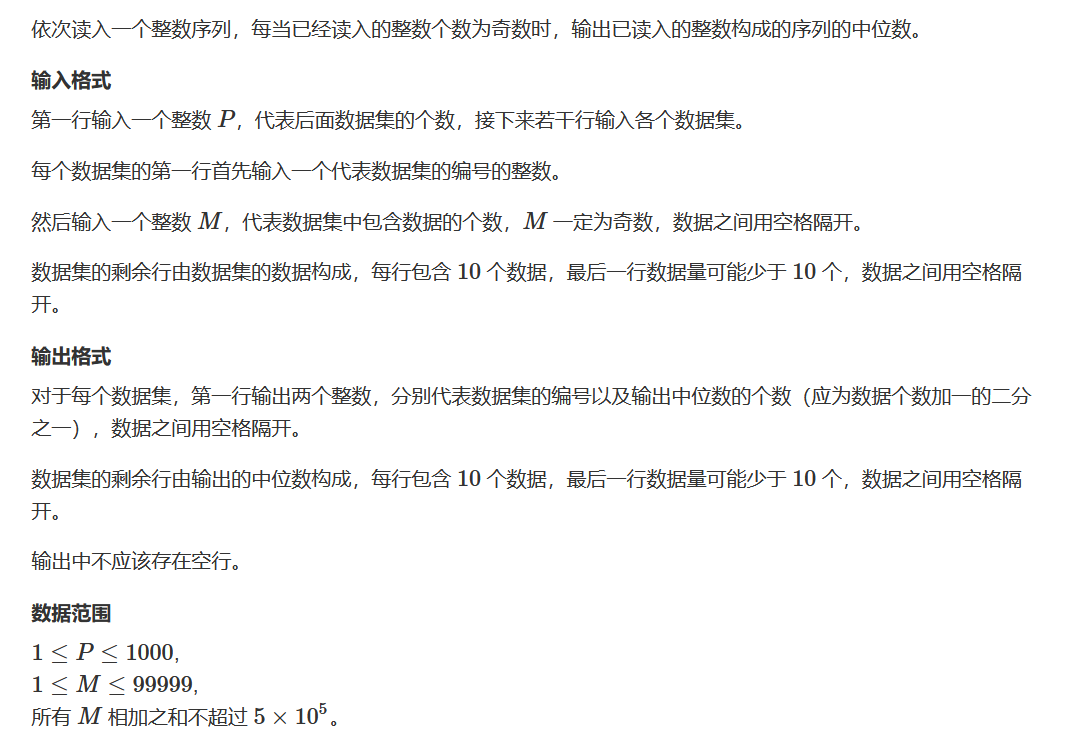 依次读入一个整数序列，每当已经读入的整数个数为奇数时，输出已读入的整数构成的序列的中位数。
输入格式
第一行输入一个整数 P，代表后面数据集的个数，接下来若干行输入各个数据集。
每个数据集的第一行首先输入一个代表数据集的编号的整数。
然后输入一个整数 M，代表数据集中包含数据的个数，M 一定为奇数，数据之间用空格隔开。
数据集的剩余行由数据集的数据构成，每行包含 10 个数据，最后一行数据量可能少于 10 个，数据之间用空格隔
开。
输出格式
对于每个数据集，第一行输出两个整数，分别代表数据集的编号以及输出中位数的个数（应为数据个数加一的二分
之一），数据之间用空格隔开。
数据集的剩余行由输出的中位数构成，每行包含 10 个数据，最后一行数据量可能少于 10 个，数据之间用空格隔
开。
输出中不应该存在空行。
数据范围
1 ≤ P ≤ 1000,
1 ≤ M ≤ 99999,
所有 M 相加之和不超过 5 × 10⁵。